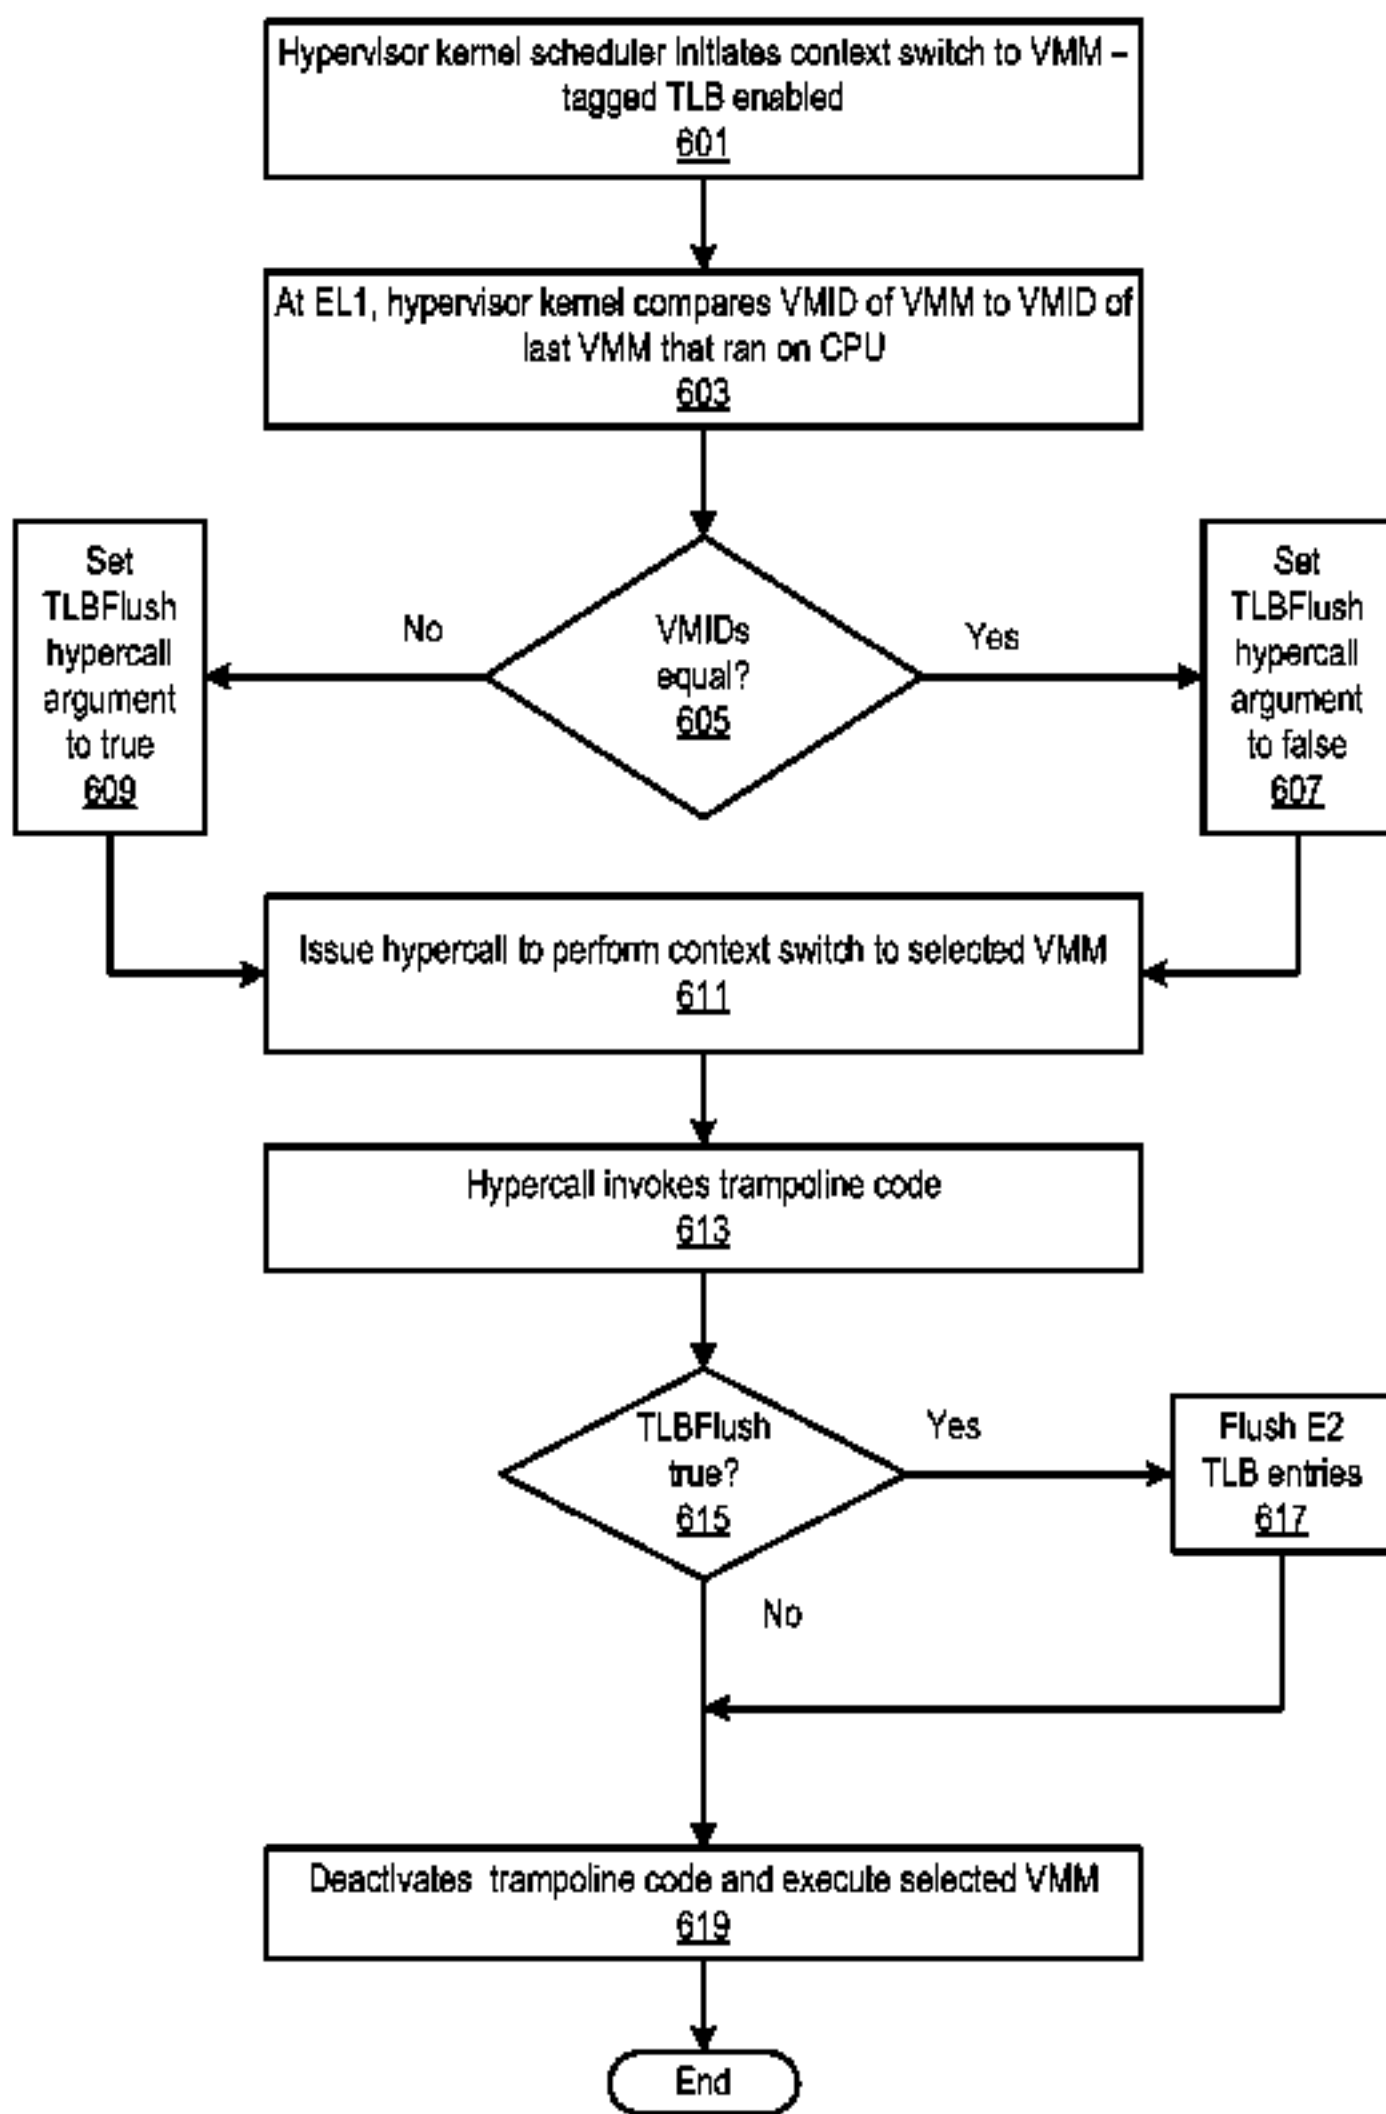 Hypervisor kernel scheduler initiates context switch to VMM –
tagged TLB enabled
601
At EL1, hypervisor kernel compares VMID of VMM to VMID of
last VMM that ran on CPU
603
Set
TLBFlush
hypercall
argument
to true
609
No
VMIDs
equal?
605
Yes
Set
TLBFlush
hypercall
argument
to false
607
Issue hypercall to perform context switch to selected VMM
611
Hypercall invokes trampoline code
613
TLBFlush
true?
615
Yes
Flush E2
TLB entries
617
No
Deactivates trampoline code and execute selected VMM
619
End